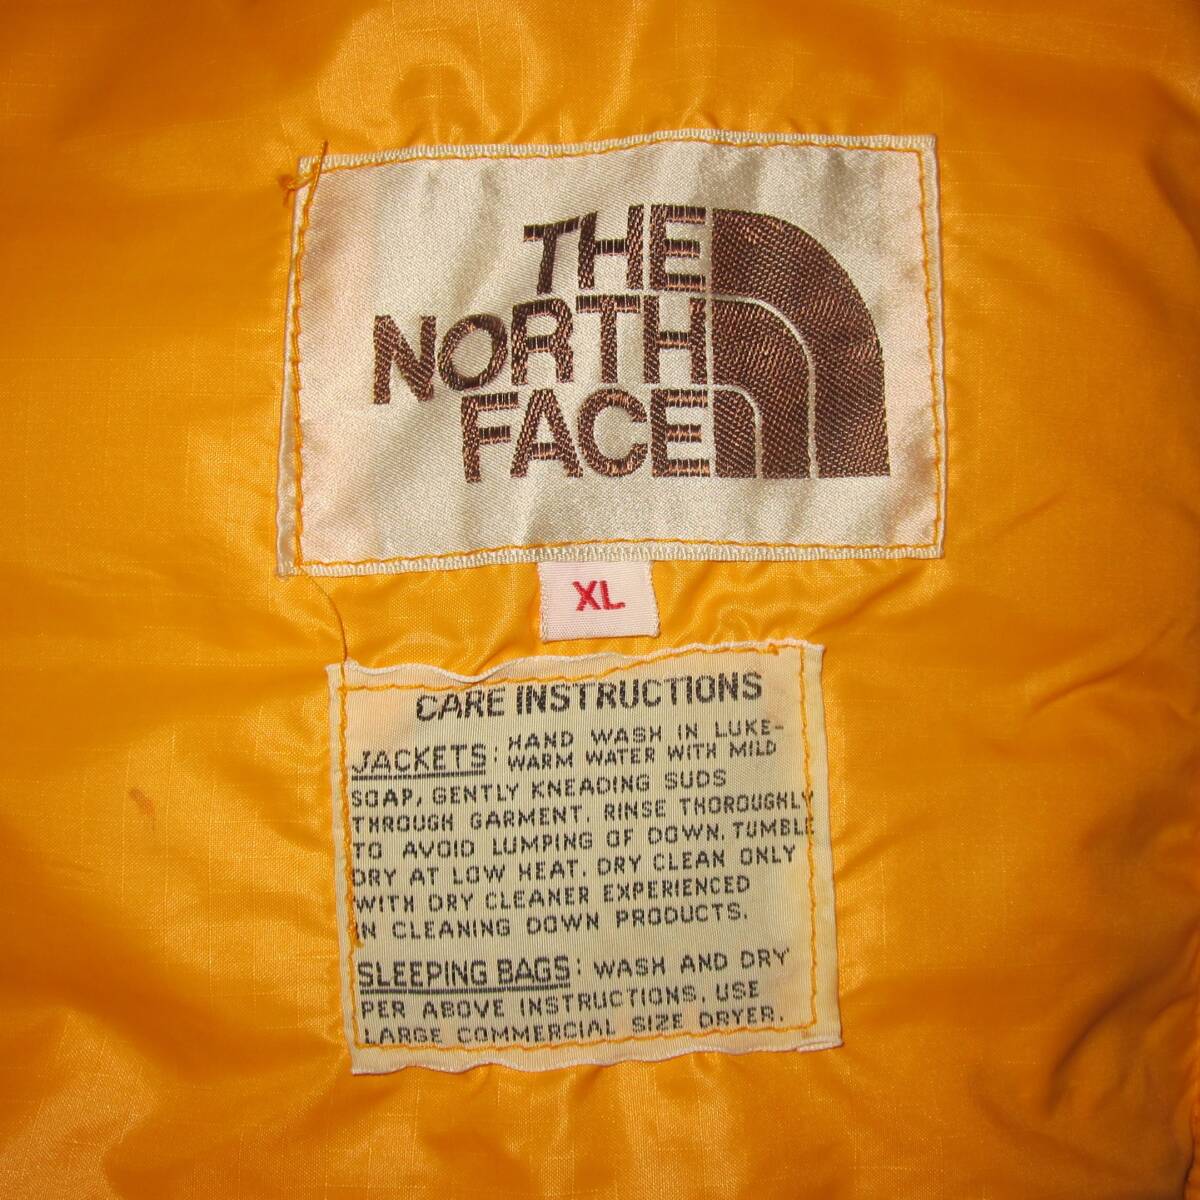 THE
NORTH
FACE
XL
CARE INSTRUCTIONS
JACKETS: HAND WASH IN LUKE-
WARM WATER WITH MILD
SOAP, GENTLY KNEADING SUDS
THROUGH GARMENT. RINSE THOROUGHLY
TO AVOID LUMPING OF DOWN. TUMBLE
DRY AT LOW HEAT. DRY CLEAN ONLY
WITH DRY CLEANER EXPERIENCED
IN CLEANING DOWN PRODUCTS.
SLEEPING BAGS: WASH AND DRY
PER ABOVE INSTRUCTIONS. USE
LARGE COMMERCIAL SIZE DRYER.